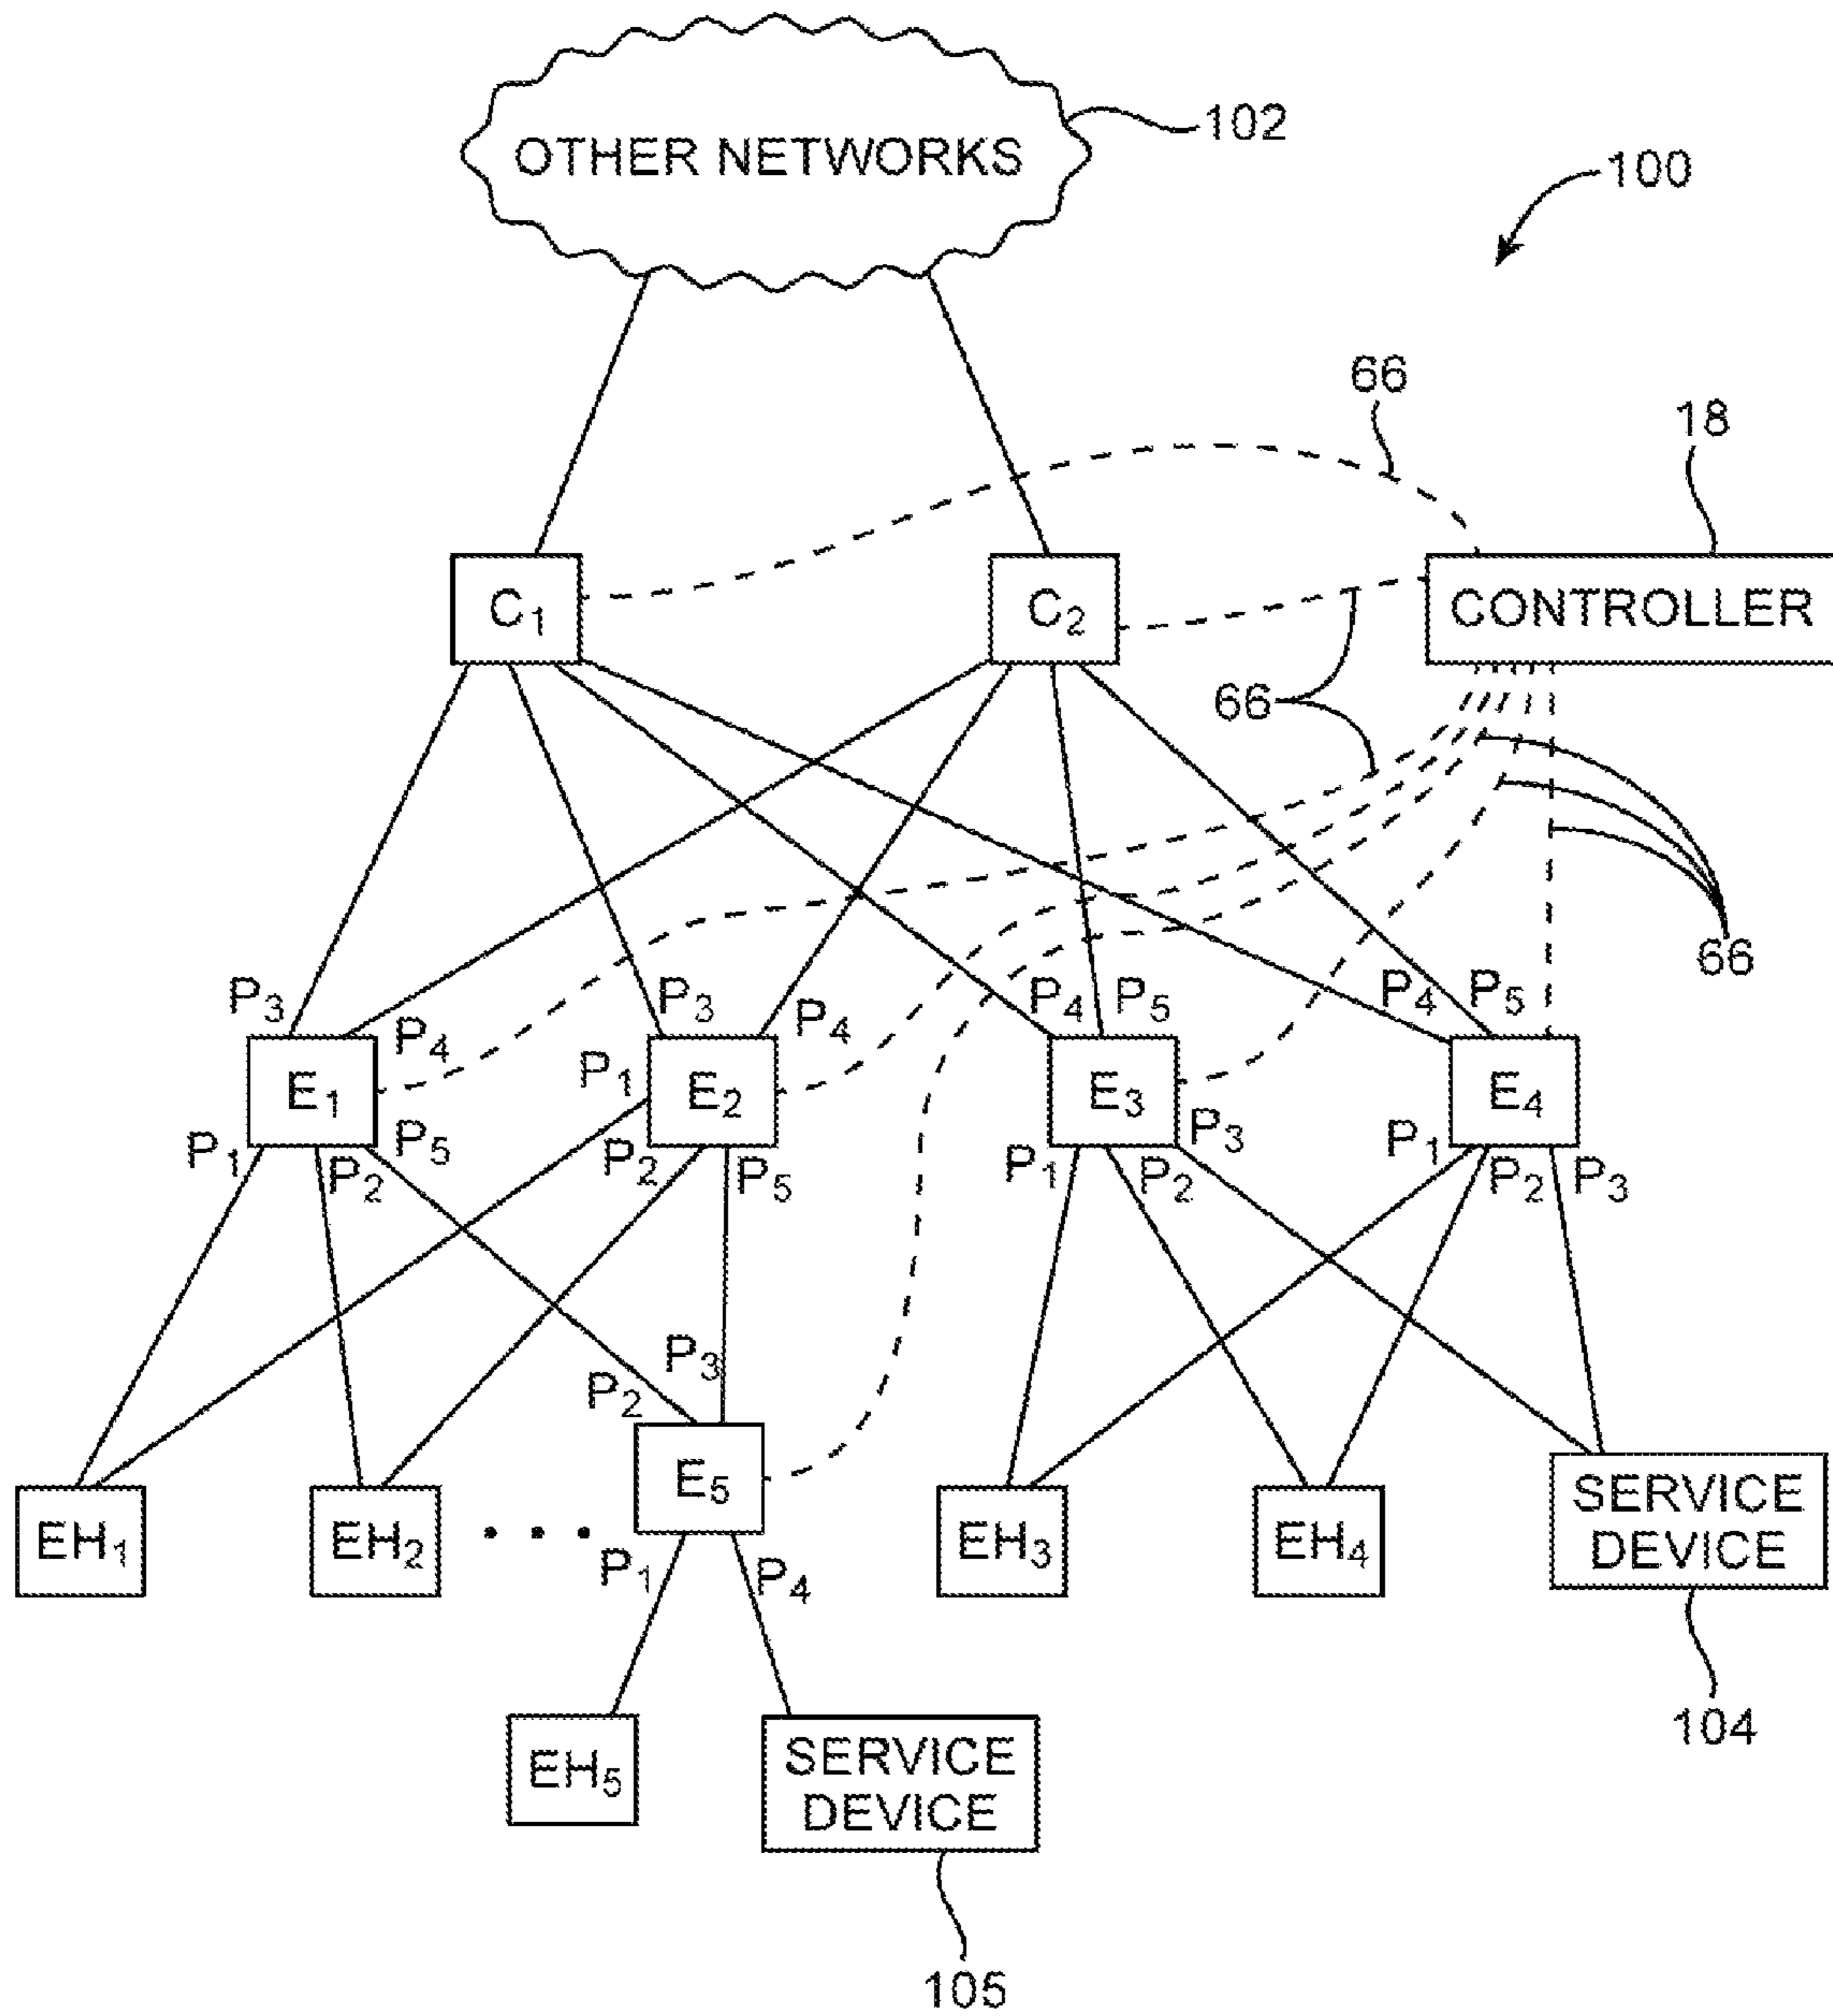 OTHER NETWORKS
102
100
66
18
C1
C2
CONTROLLER
66
66
P3
P4
P3
P4
P4
P5
P4
P5
E1
P1
E2
E3
E4
P1
P2
P5
P2
P5
P1
P2
P3
P1
P2
P3
P2
P3
EH1
EH2
...
E5
EH3
EH4
SERVICE
DEVICE
P1
P4
104
EH5
SERVICE
DEVICE
105